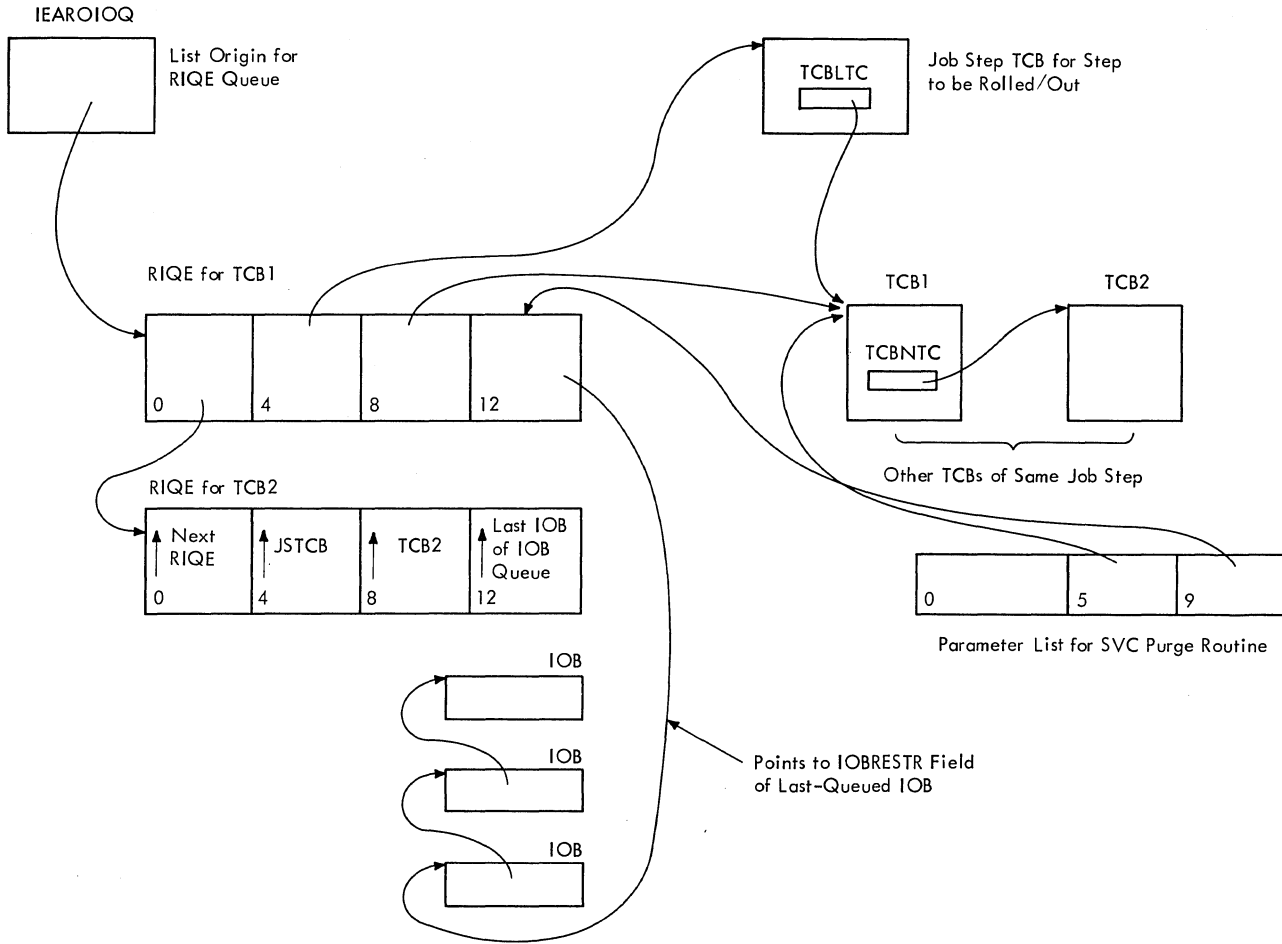 IEAROIOQ
List Origin for
RIQE Queue
TCBLTC
Job Step TCB for Step
to be Rolled/Out
RIQE for TCB1
0
4
8
12
TCB1
TCB2
TCBNTC
Other TCBs of Same Job Step
RIQE for TCB2
Next
RIQE
0
JSTCB
4
TCB2
8
Last IOB
of IOB
Queue
12
0
5
9
Parameter List for SVC Purge Routine
IOB
IOB
IOB
Points to IOBRESTR Field
of Last-Queued IOB